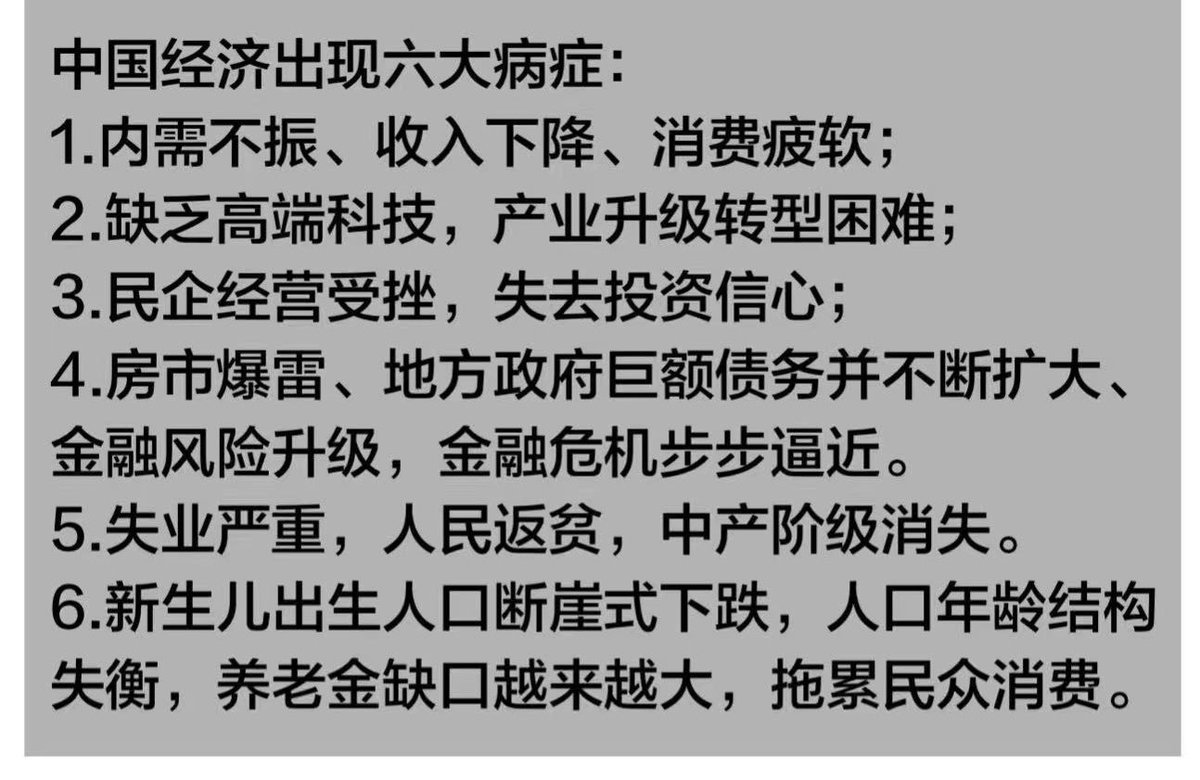 中国经济出现六大病症：
1.内需不振、收入下降、消费疲软；
2.缺乏高端科技，产业升级转型困难；
3.民企经营受挫，失去投资信心；
4.房市爆雷、地方政府巨额债务并不断扩大、
金融风险升级，金融危机步步逼近。
5.失业严重，人民返贫，中产阶级消失。
6.新生儿出生人口断崖式下跌，人口年龄结构
失衡，养老金缺口越来越大，拖累民众消费。